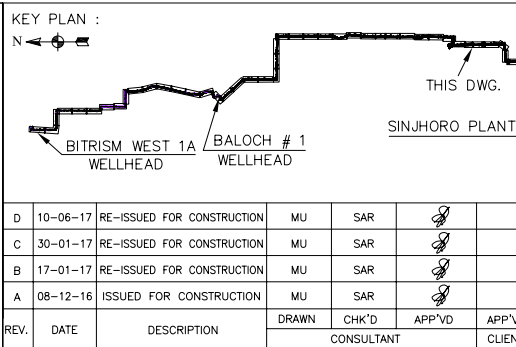 KEY PLAN :
N
THIS DWG.
SINJHORO PLANT
BITRISM WEST 1A
WELLHEAD
BALOCH # 1
WELLHEAD
D 10-06-17 RE-ISSUED FOR CONSTRUCTION MU SAR
C 30-01-17 RE-ISSUED FOR CONSTRUCTION MU SAR
B 17-01-17 RE-ISSUED FOR CONSTRUCTION MU SAR
A 08-12-16 ISSUED FOR CONSTRUCTION MU SAR
REV. DATE DESCRIPTION DRAWN CHK'D APP'VD APP'V
CONSULTANT CLIEN